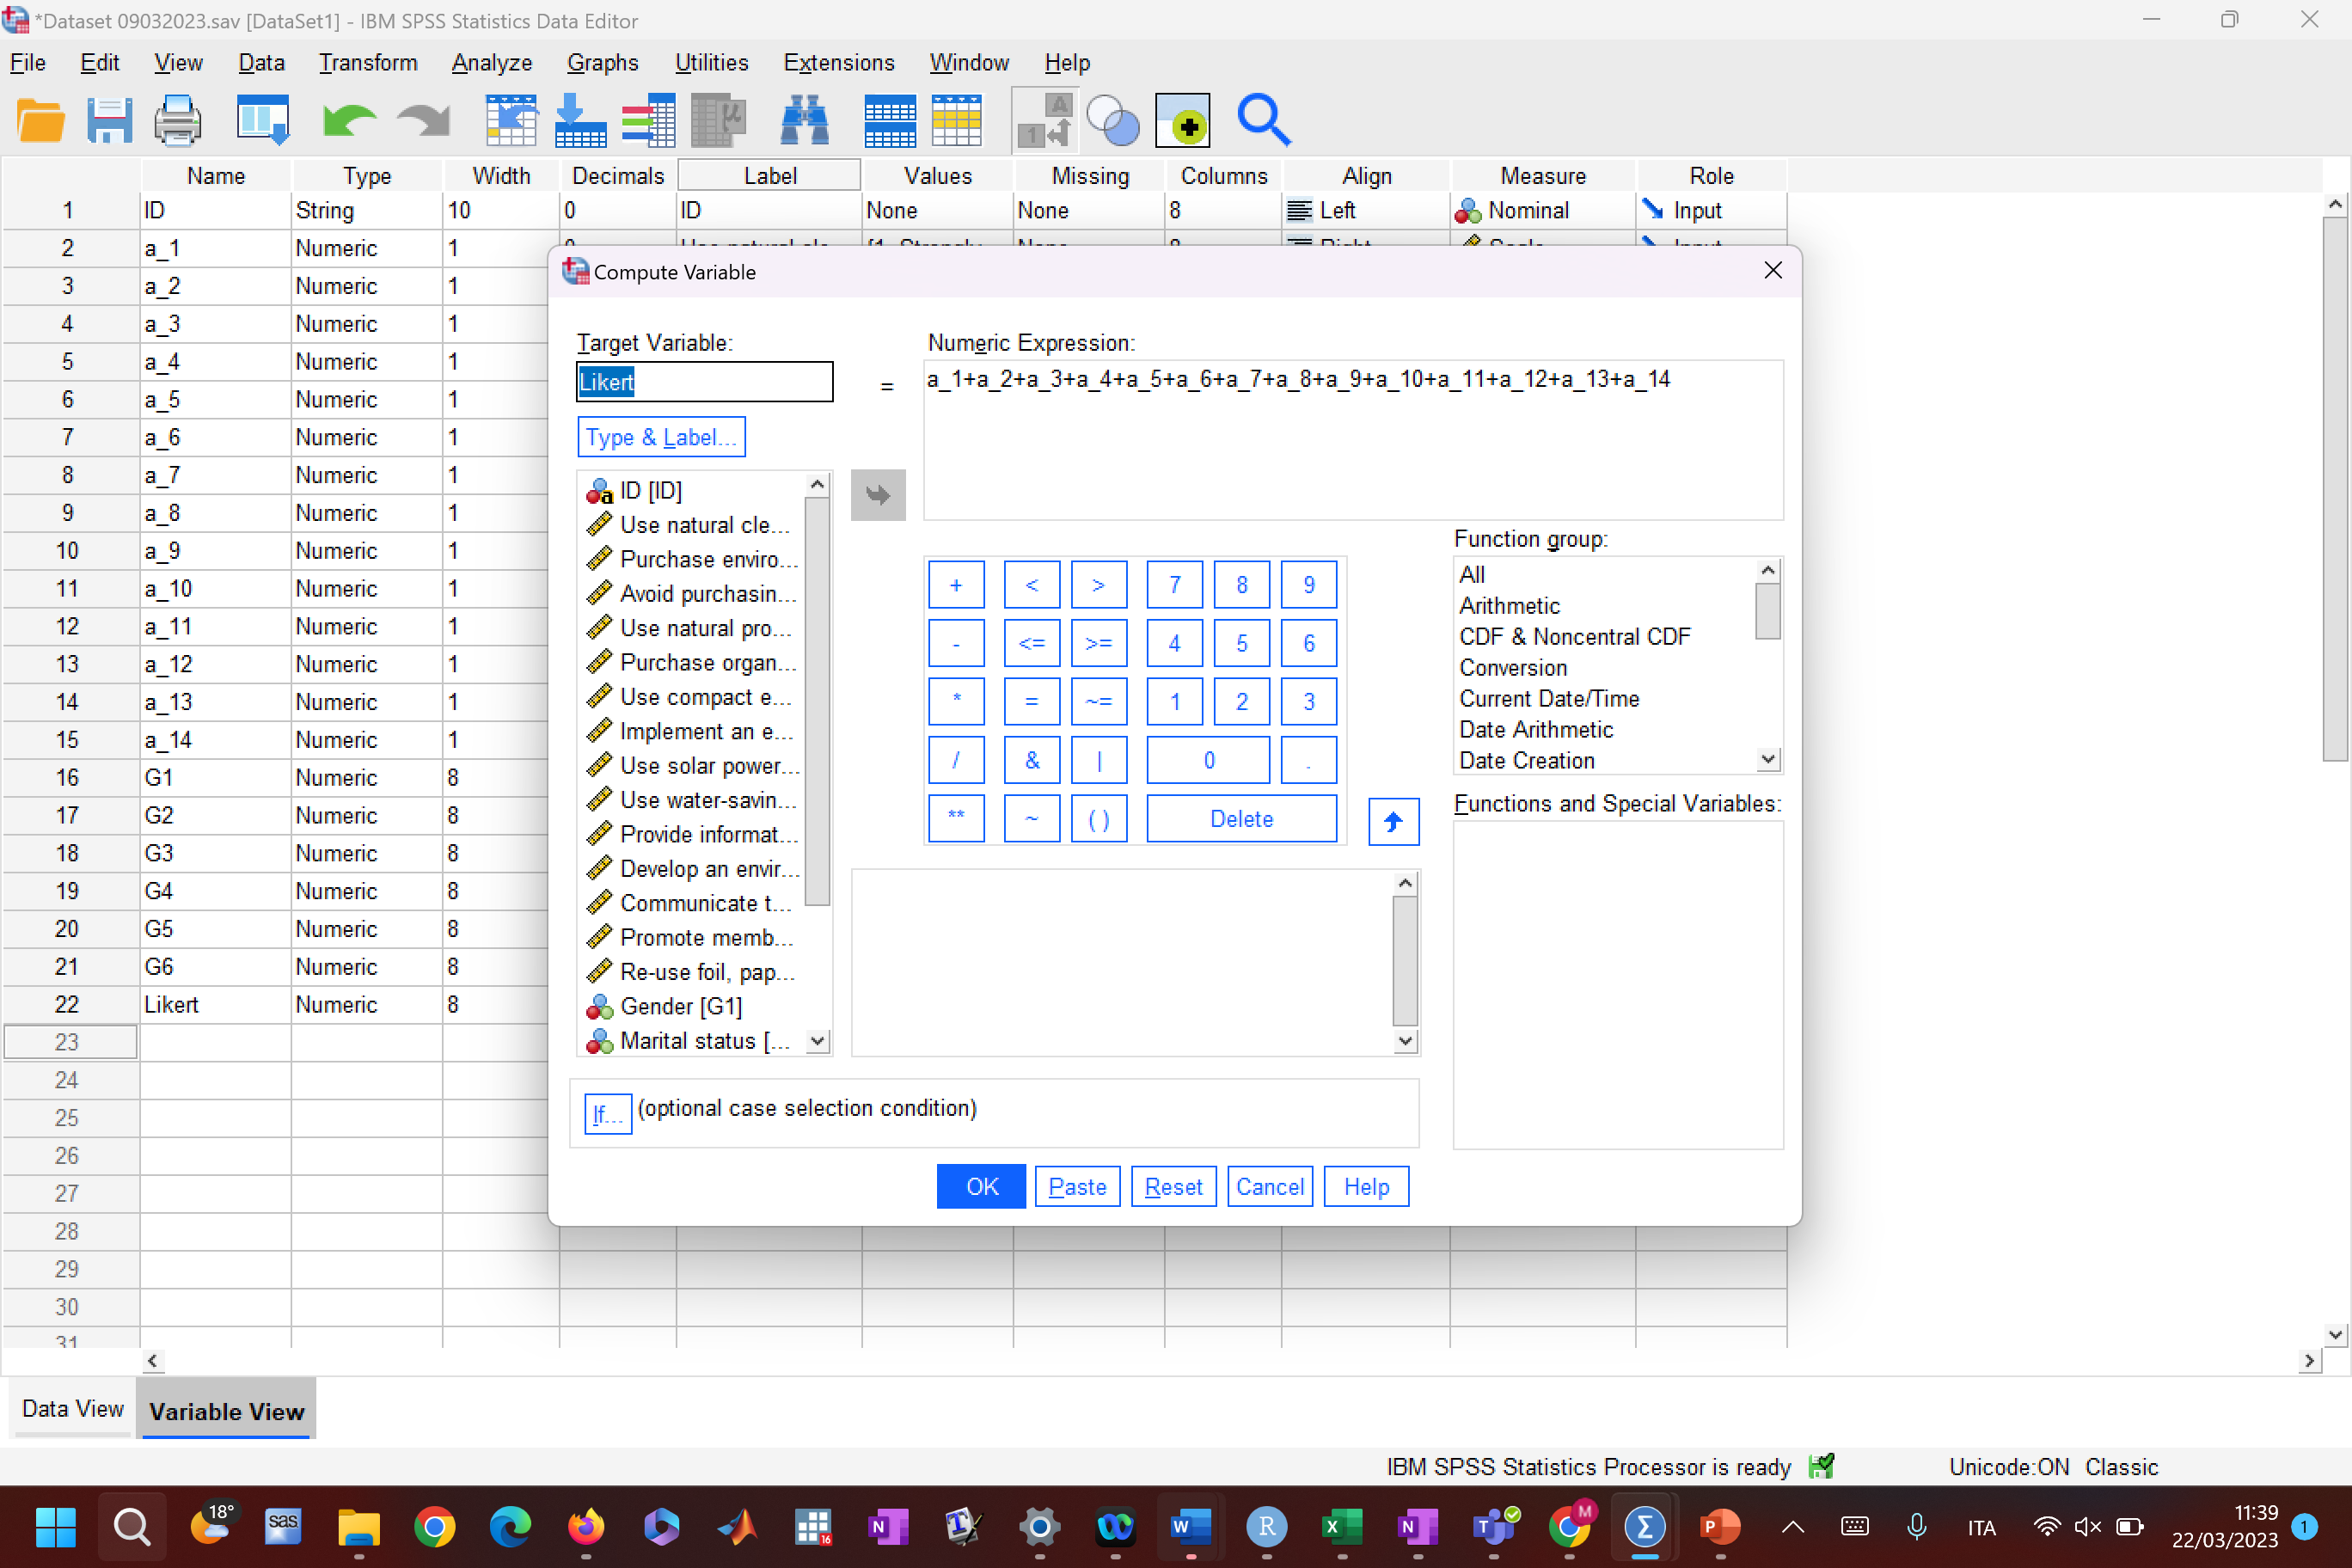 *Dataset 09032023.sav [DataSet1] - IBM SPSS Statistics Data Editor
File Edit View Data Transform Analyze Graphs Utilities Extensions Window Help
Name Type Width Decimals Label Values Missing Columns Align Measure Role
1 ID String 10 0 ID None None 8 Left Nominal Input
2 a_1 Numeric 1
3 a_2 Numeric 1
4 a_3 Numeric 1
5 a_4 Numeric 1
6 a_5 Numeric 1
7 a_6 Numeric 1
8 a_7 Numeric 1
9 a_8 Numeric 1
10 a_9 Numeric 1
11 a_10 Numeric 1
12 a_11 Numeric 1
13 a_12 Numeric 1
14 a_13 Numeric 1
15 a_14 Numeric 1
16 G1 Numeric 8
17 G2 Numeric 8
18 G3 Numeric 8
19 G4 Numeric 8
20 G5 Numeric 8
21 G6 Numeric 8
22 Likert Numeric 8
23
24
25
26
27
28
29
30
31
Compute Variable
Target Variable:
Likert
=
Numeric Expression:
a_1+a_2+a_3+a_4+a_5+a_6+a_7+a_8+a_9+a_10+a_11+a_12+a_13+a_14
Type & Label...
ID [ID]
Use natural cle...
Purchase enviro...
Avoid purchasin...
Use natural pro...
Purchase organ...
Use compact e...
Implement an e...
Use solar power...
Use water-savin...
Provide informat...
Develop an envir...
Communicate t...
Promote memb...
Re-use foil, pap...
Gender [G1]
Marital status [...
+ < > 7 8 9
- <= >= 4 5 6
* = ~= 1 2 3
/ & | 0 .
** ~ ( ) Delete
Function group:
All
Arithmetic
CDF & Noncentral CDF
Conversion
Current Date/Time
Date Arithmetic
Date Creation
Functions and Special Variables:
If... (optional case selection condition)
OK Paste Reset Cancel Help
Data View Variable View
IBM SPSS Statistics Processor is ready Unicode:ON Classic
18° sas 16 N W R X N T M Σ P ITA 11:39 1
22/03/2023